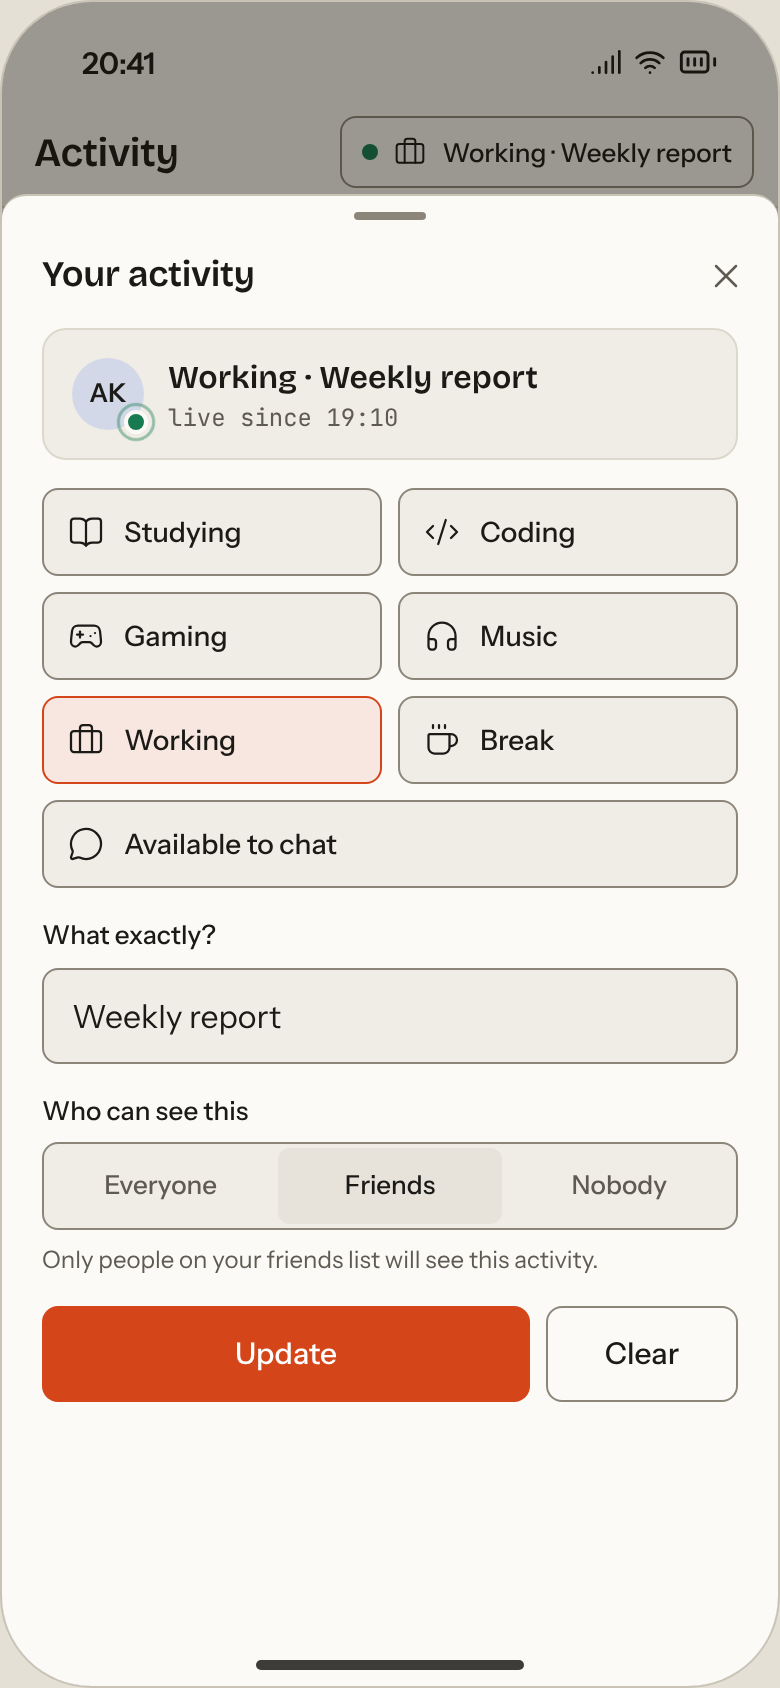 20:41
Activity
Working · Weekly report
Your activity
AK
Working · Weekly report
live since 19:10
Studying
Coding
Gaming
Music
Working
Break
Available to chat
What exactly?
Weekly report
Who can see this
Everyone
Friends
Nobody
Only people on your friends list will see this activity.
Update
Clear